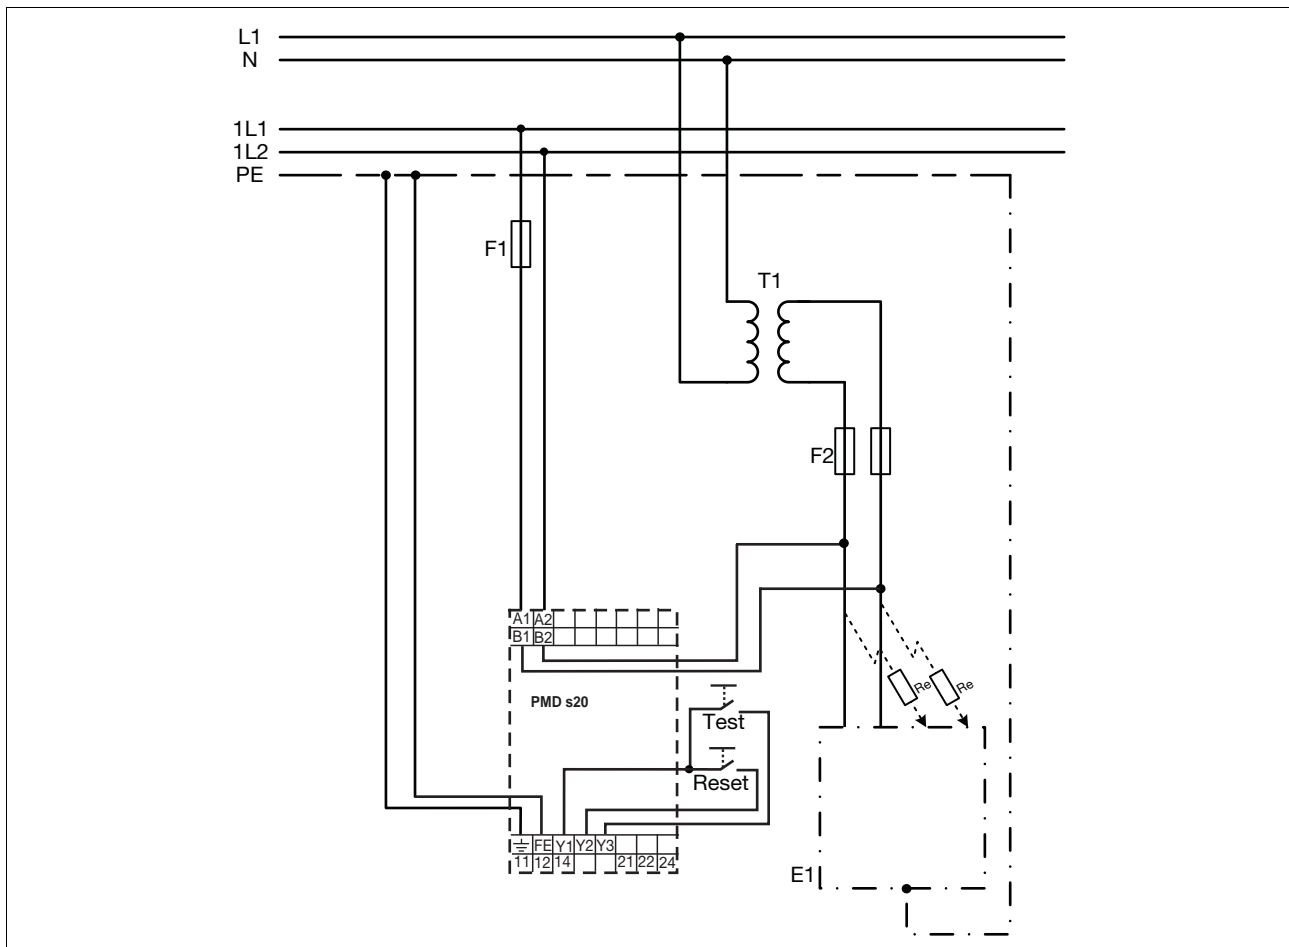 L1
N
1L1
1L2
PE
F1
T1
F2
A1 A2
B1 B2
PMD s20
Re Re
Test
Reset
FE Y1 Y2 Y3
11 12 14 21 22 24
E1